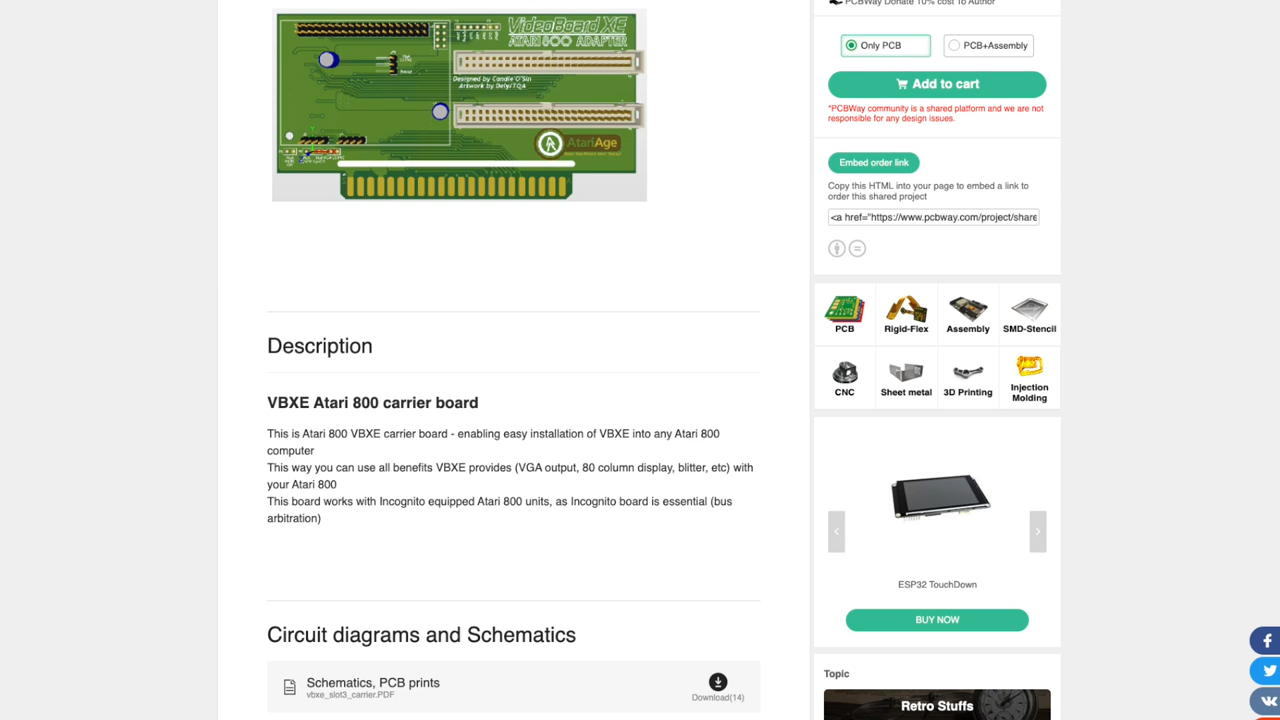 PCBWay Donate 10% cost To Author
VideoBoard XE
ATARI 800 ADAPTER
Designed by Candle'O'Sin
Artwork by Dely/TQA
AtariAge
Only PCB
PCB+Assembly
Add to cart
*PCBWay community is a shared platform and we are not
responsible for any design issues.
Embed order link
Copy this HTML into your page to embed a link to
order this shared project
<a href="https://www.pcbway.com/project/share
PCB
Rigid-Flex
Assembly
SMD-Stencil
CNC
Sheet metal
3D Printing
Injection
Molding
Description
VBXE Atari 800 carrier board
This is Atari 800 VBXE carrier board - enabling easy installation of VBXE into any Atari 800
computer
This way you can use all benefits VBXE provides (VGA output, 80 column display, blitter, etc) with
your Atari 800
This board works with Incognito equipped Atari 800 units, as Incognito board is essential (bus
arbitration)
ESP32 TouchDown
BUY NOW
Circuit diagrams and Schematics
Schematics, PCB prints
vbxe_slot3_carrier.PDF
Download(14)
Topic
Retro Stuffs